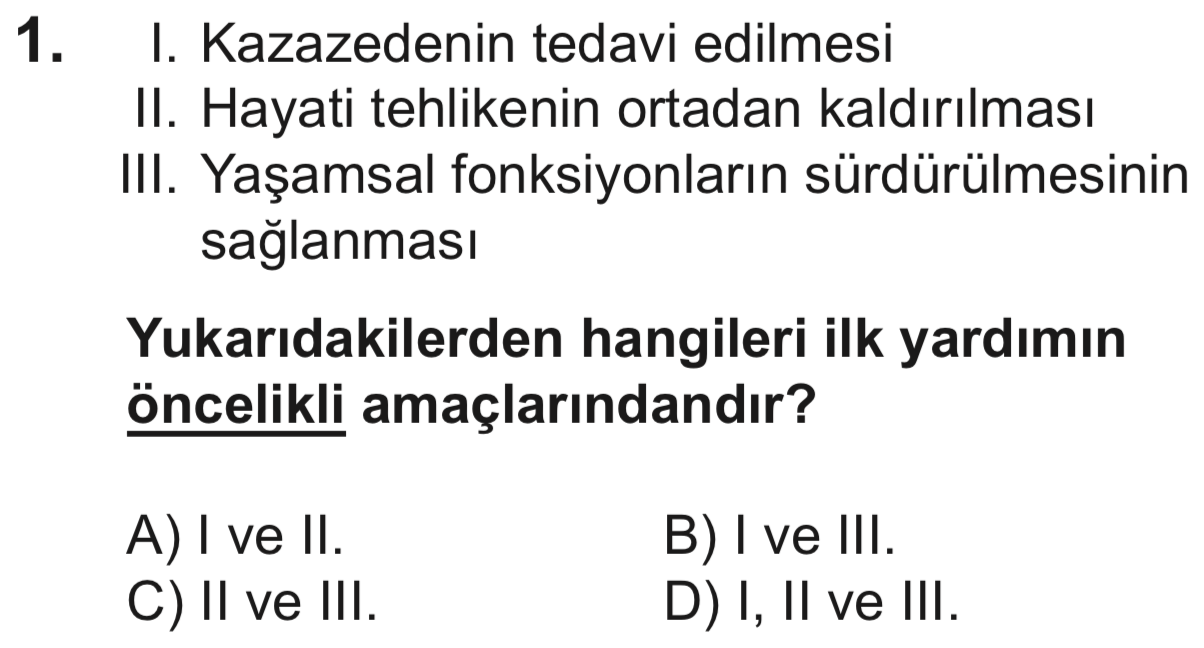 1. I. Kazazedenin tedavi edilmesi
II. Hayati tehlikenin ortadan kaldırılması
III. Yaşamsal fonksiyonların sürdürülmesinin
sağlanması
Yukarıdakilerden hangileri ilk yardımın
öncelikli amaçlarındandır?
A) I ve II. B) I ve III.
C) II ve III. D) I, II ve III.